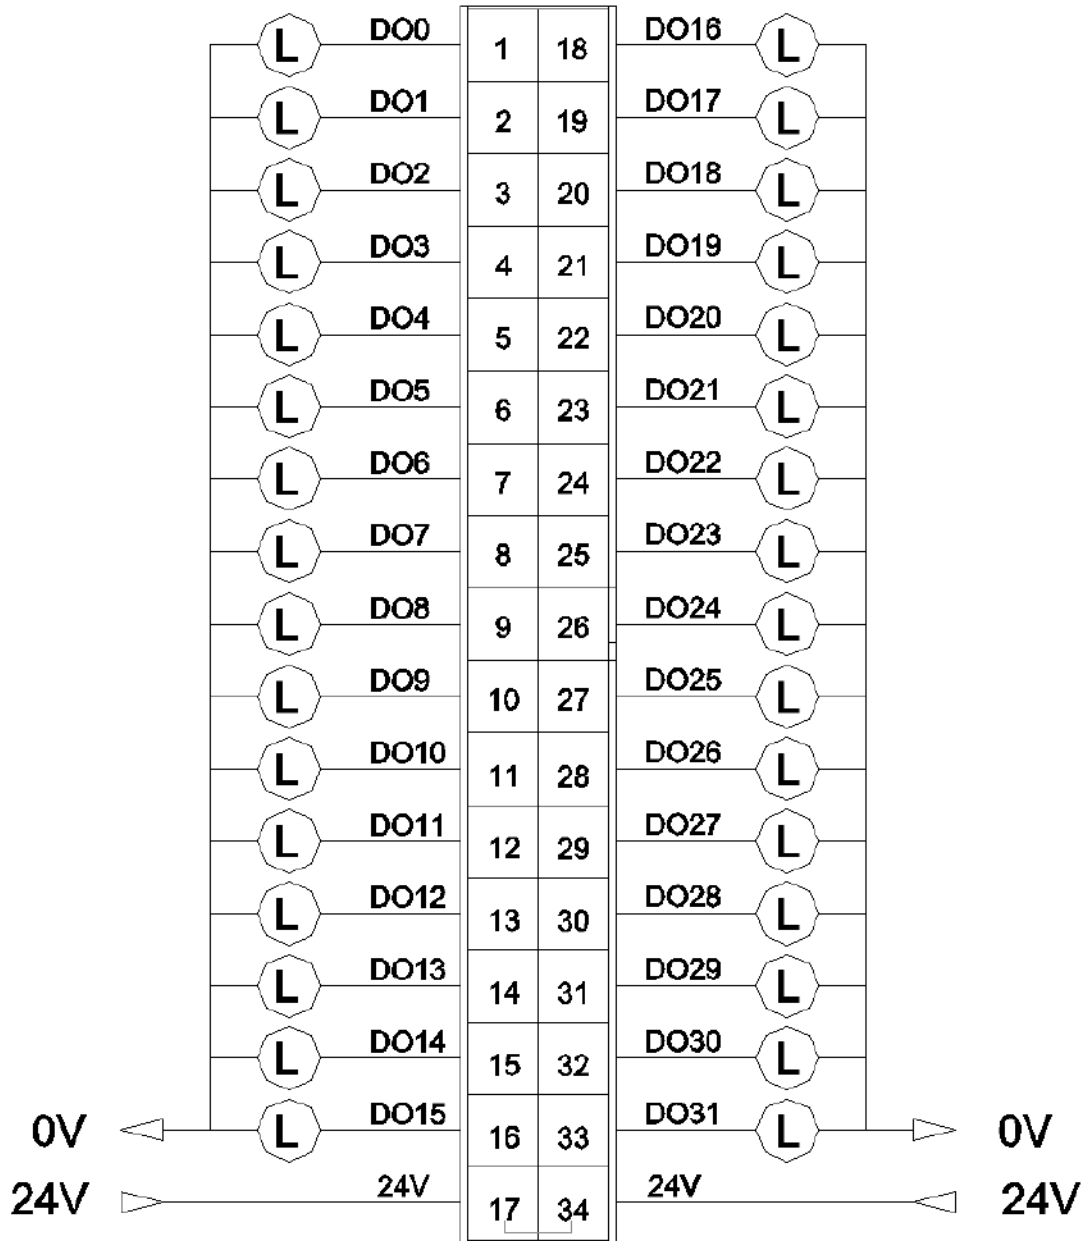 L DO0 1 18 DO16 L
L DO1 2 19 DO17 L
L DO2 3 20 DO18 L
L DO3 4 21 DO19 L
L DO4 5 22 DO20 L
L DO5 6 23 DO21 L
L DO6 7 24 DO22 L
L DO7 8 25 DO23 L
L DO8 9 26 DO24 L
L DO9 10 27 DO25 L
L DO10 11 28 DO26 L
L DO11 12 29 DO27 L
L DO12 13 30 DO28 L
L DO13 14 31 DO29 L
L DO14 15 32 DO30 L
0V L DO15 16 33 DO31 L 0V
24V 24V 17 34 24V 24V